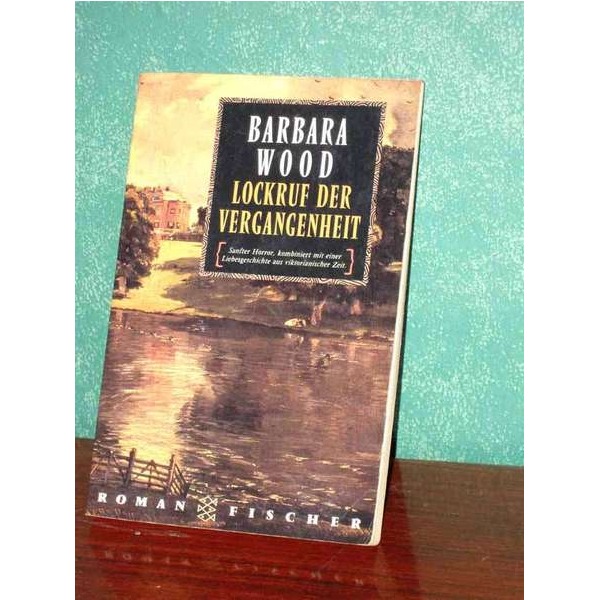 BARBARA
WOOD
LOCKRUF DER
VERGANGENHEIT
Sanfter Horror, kombiniert mit einer
Liebesgeschichte aus viktorianischer Zeit.
ROMAN FISCHER